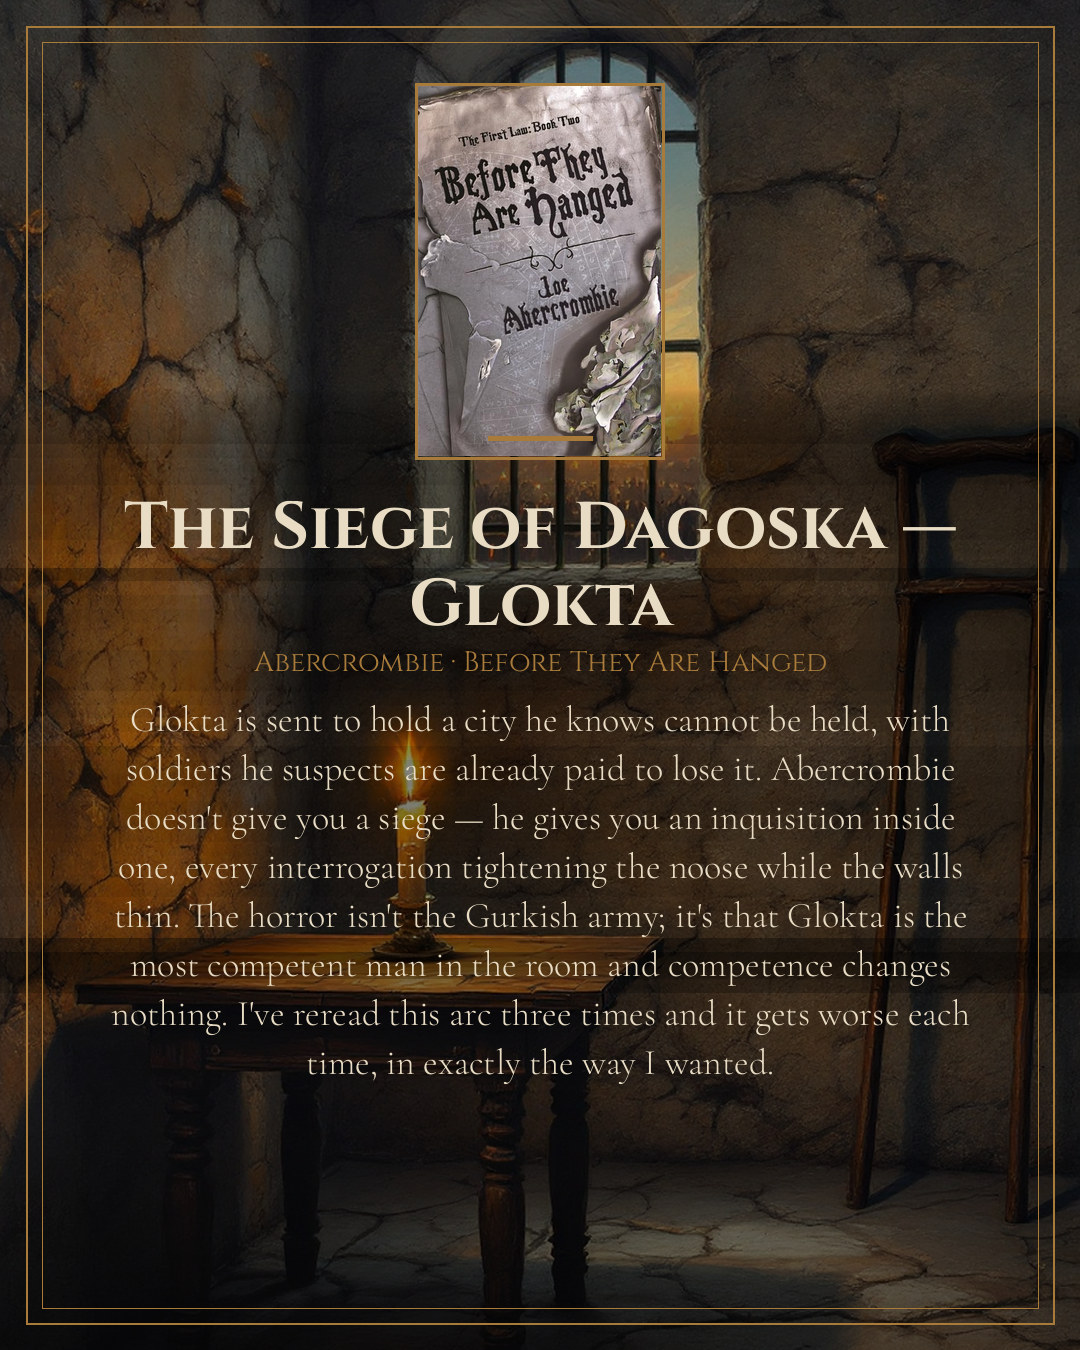 The First Law: Book Two
Before They
Are Hanged
Joe
Abercrombie
The Siege of Dagoska —
Glokta
Abercrombie · Before They Are Hanged
Glokta is sent to hold a city he knows cannot be held, with
soldiers he suspects are already paid to lose it. Abercrombie
doesn't give you a siege — he gives you an inquisition inside
one, every interrogation tightening the noose while the walls
thin. The horror isn't the Gurkish army; it's that Glokta is the
most competent man in the room and competence changes
nothing. I've reread this arc three times and it gets worse each
time, in exactly the way I wanted.